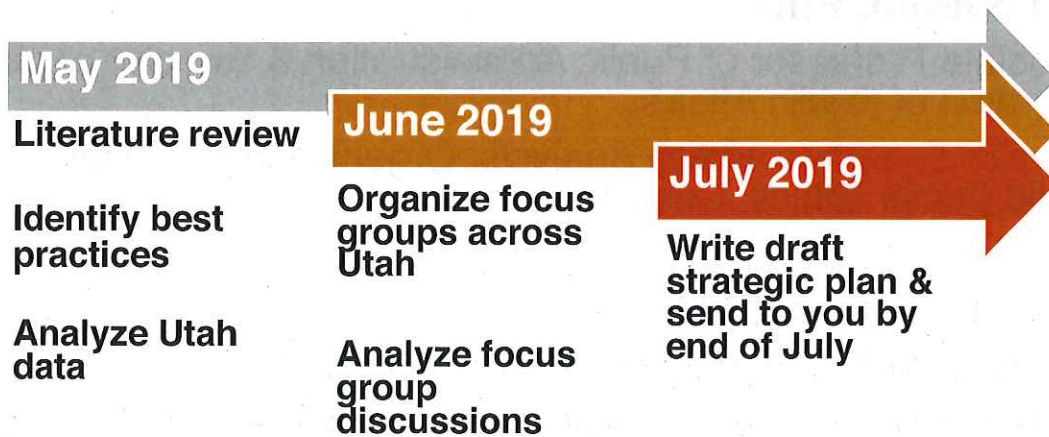 May 2019
Literature review
Identify best
practices
Analyze Utah
data
June 2019
Organize focus
groups across
Utah
Analyze focus
group
discussions
July 2019
Write draft
strategic plan &
send to you by
end of July